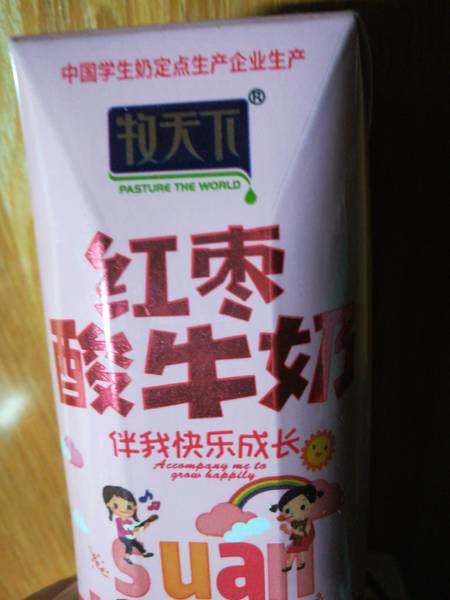 中国学生奶定点生产企业生产
牧天下®
PASTURE THE WORLD
红枣
酸牛奶
伴我快乐成长
Accompany me to
grow happily
suan